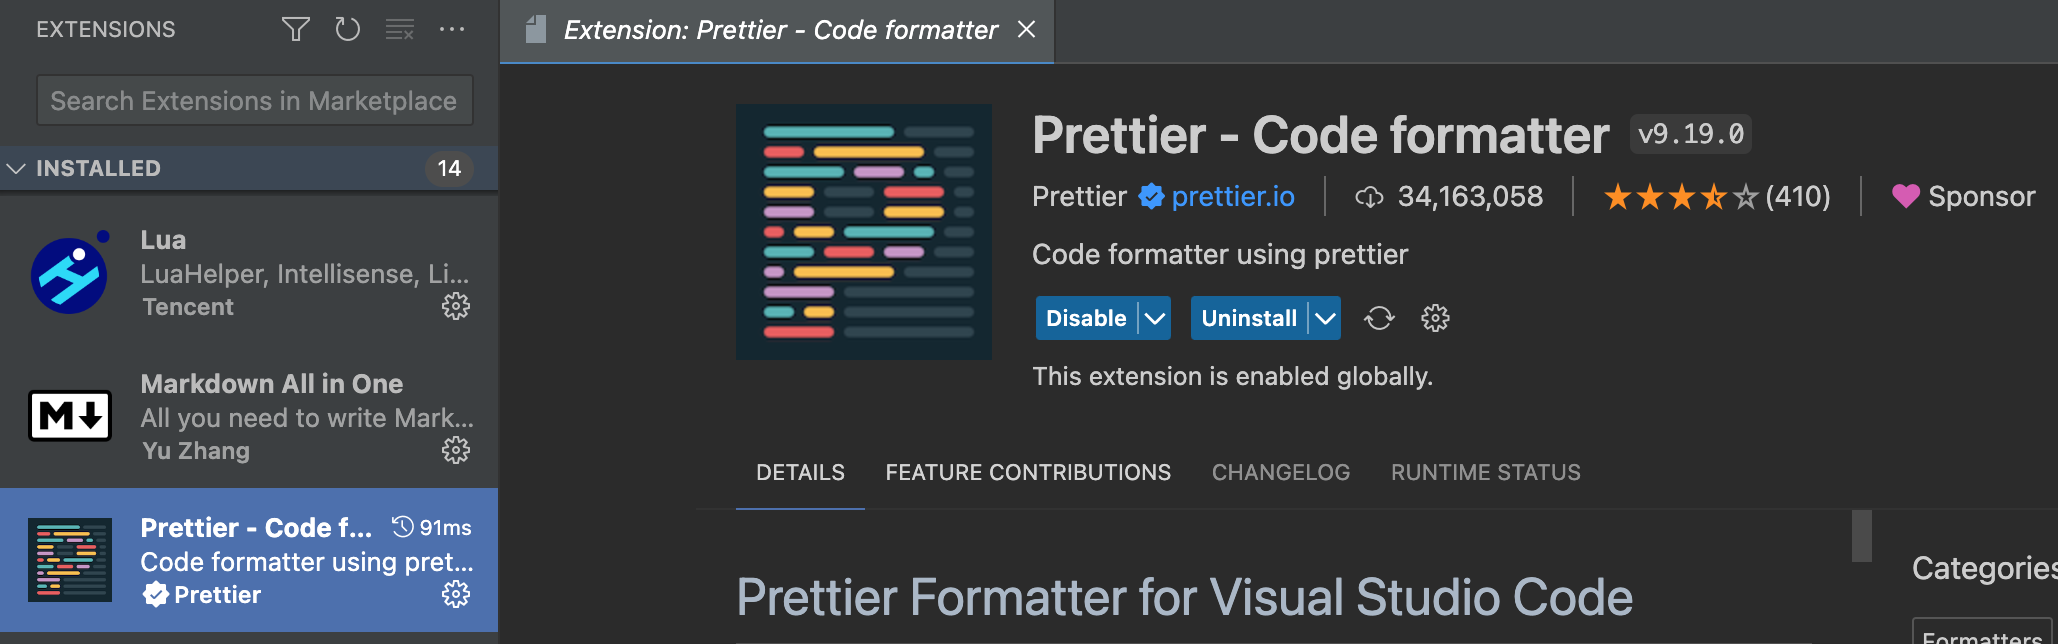 EXTENSIONS
Search Extensions in Marketplace
INSTALLED 14
Lua
LuaHelper, Intellisense, Li...
Tencent
M
Markdown All in One
All you need to write Mark...
Yu Zhang
Prettier - Code f... 91ms
Code formatter using pret...
Prettier
Extension: Prettier - Code formatter
Prettier - Code formatter v9.19.0
Prettier prettier.io 34,163,058 (410) Sponsor
Code formatter using prettier
Disable Uninstall
This extension is enabled globally.
DETAILS FEATURE CONTRIBUTIONS CHANGELOG RUNTIME STATUS
Prettier Formatter for Visual Studio Code
Categories
Formatters